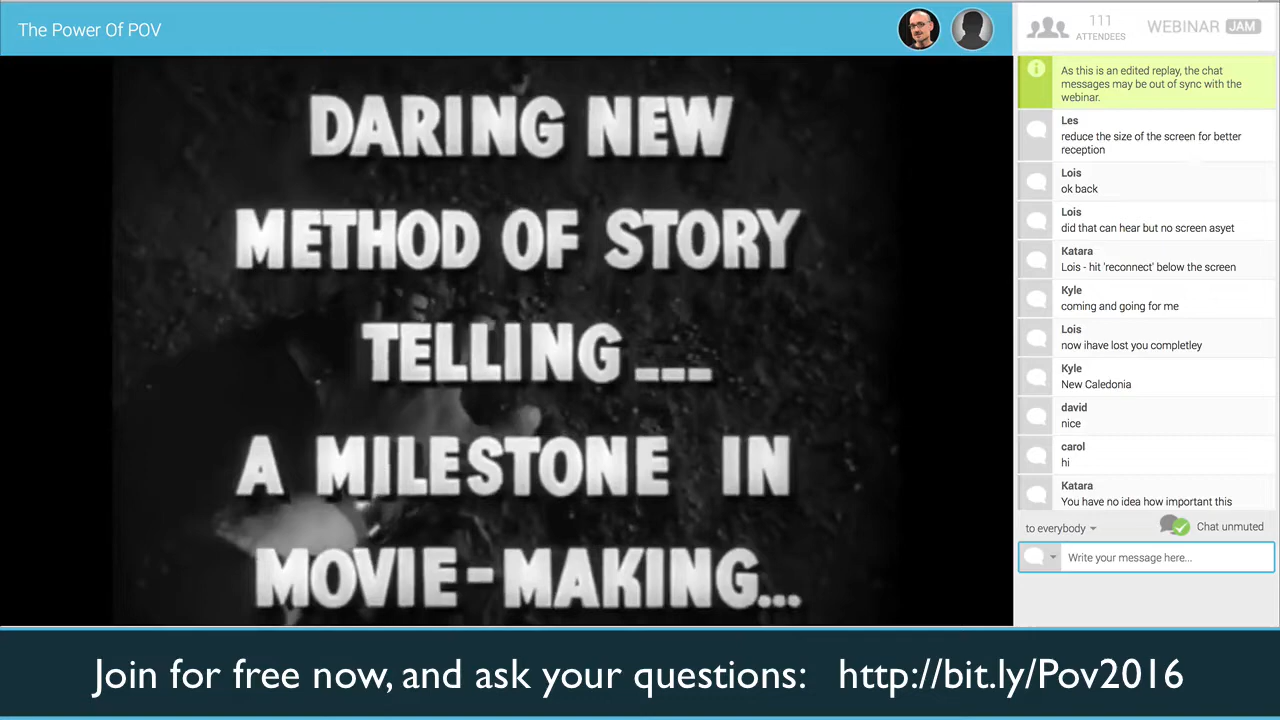 The Power Of POV
111
ATTENDEES
WEBINAR JAM
DARING NEW
METHOD OF STORY
TELLING ---
A MILESTONE IN
MOVIE-MAKING...
As this is an edited replay, the chat
messages may be out of sync with the
webinar.
Les
reduce the size of the screen for better
reception
Lois
ok back
Lois
did that can hear but no screen asyet
Katara
Lois - hit 'reconnect' below the screen
Kyle
coming and going for me
Lois
now ihave lost you completley
Kyle
New Caledonia
david
nice
carol
hi
Katara
You have no idea how important this
to everybody
Chat unmuted
Write your message here...
Join for free now, and ask your questions: http://bit.ly/Pov2016